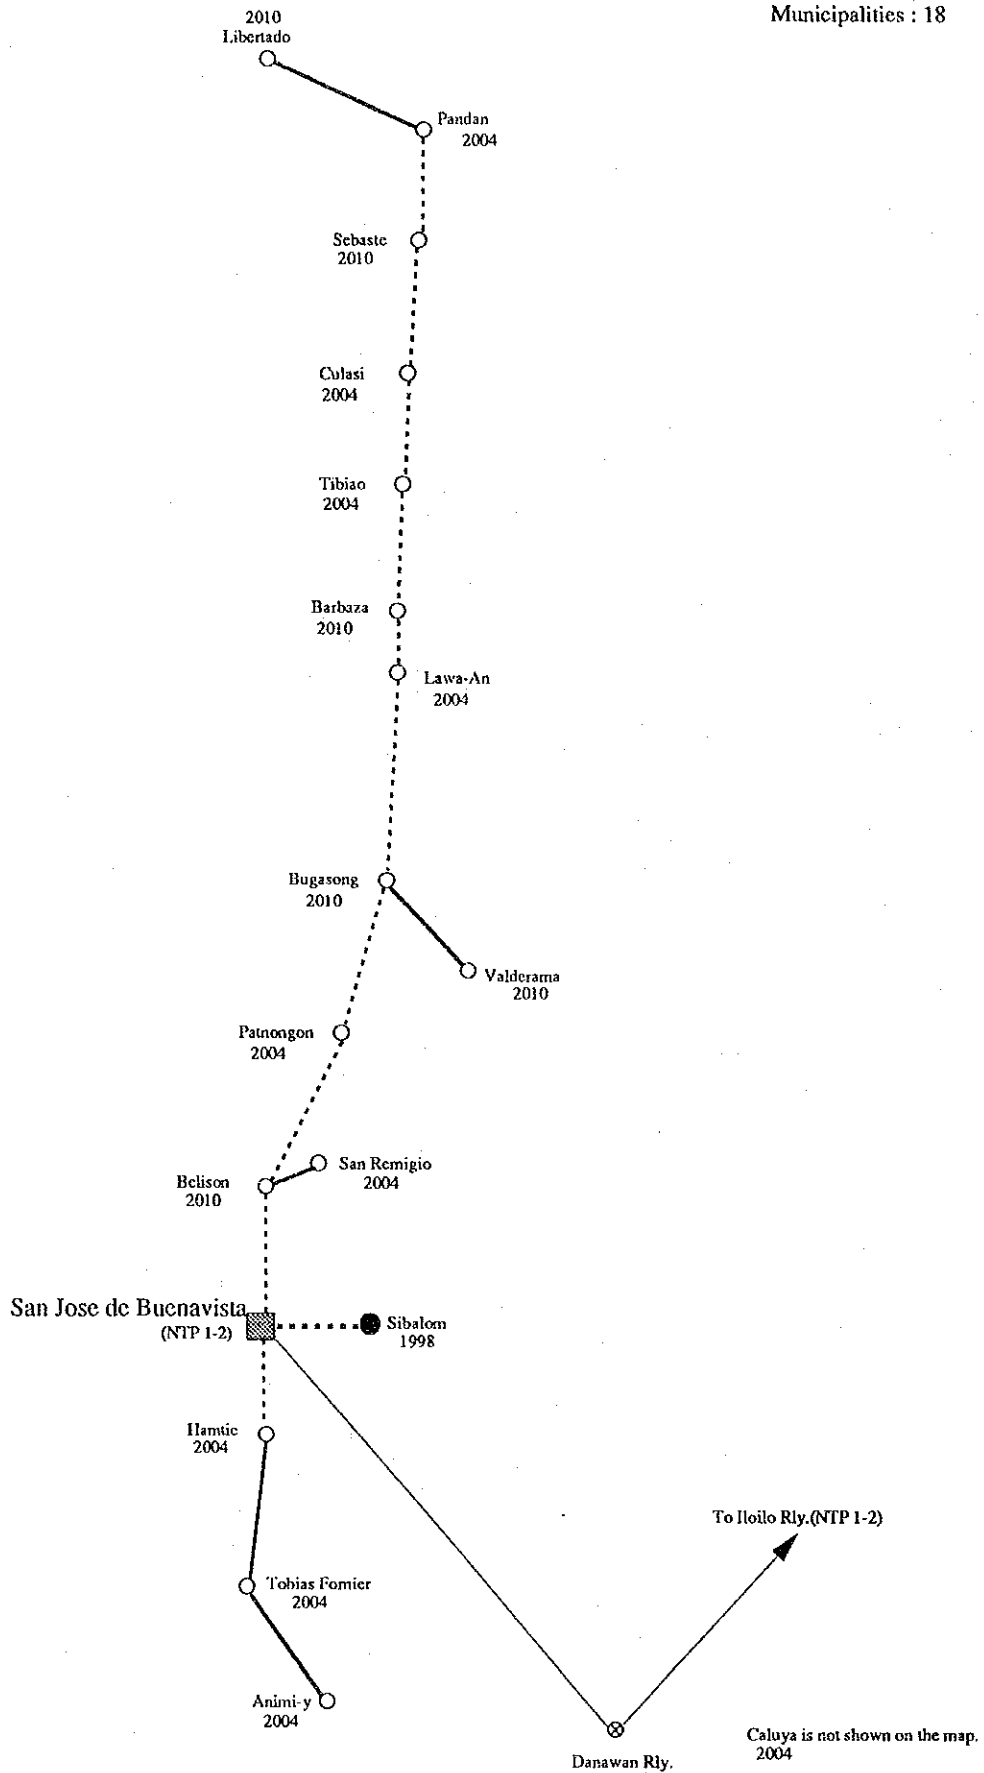 Municipalities : 18
2010
Libertado
Pandan
2004
Sebaste
2010
Culasi
2004
Tibiao
2004
Barbaza
2010
Lawa-An
2004
Bugasong
2010
Valderama
2010
Patnongon
2004
San Remigio
2004
Belison
2010
San Jose de Buenavista
(NTP 1-2)
Sibalom
1998
Hamtic
2004
To Iloilo Rly.(NTP 1-2)
Tobias Fornier
2004
Animi-y
2004
Caluya is not shown on the map.
2004
Danawan Rly.